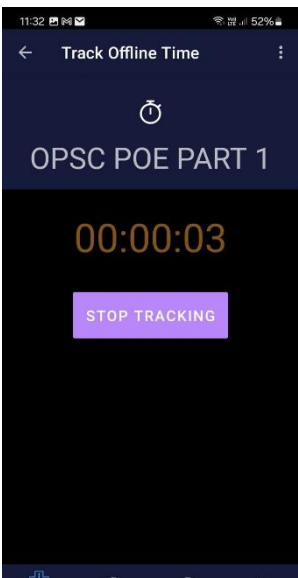 11:32 52%
Track Offline Time
OPSC POE PART 1
00:00:03
STOP TRACKING